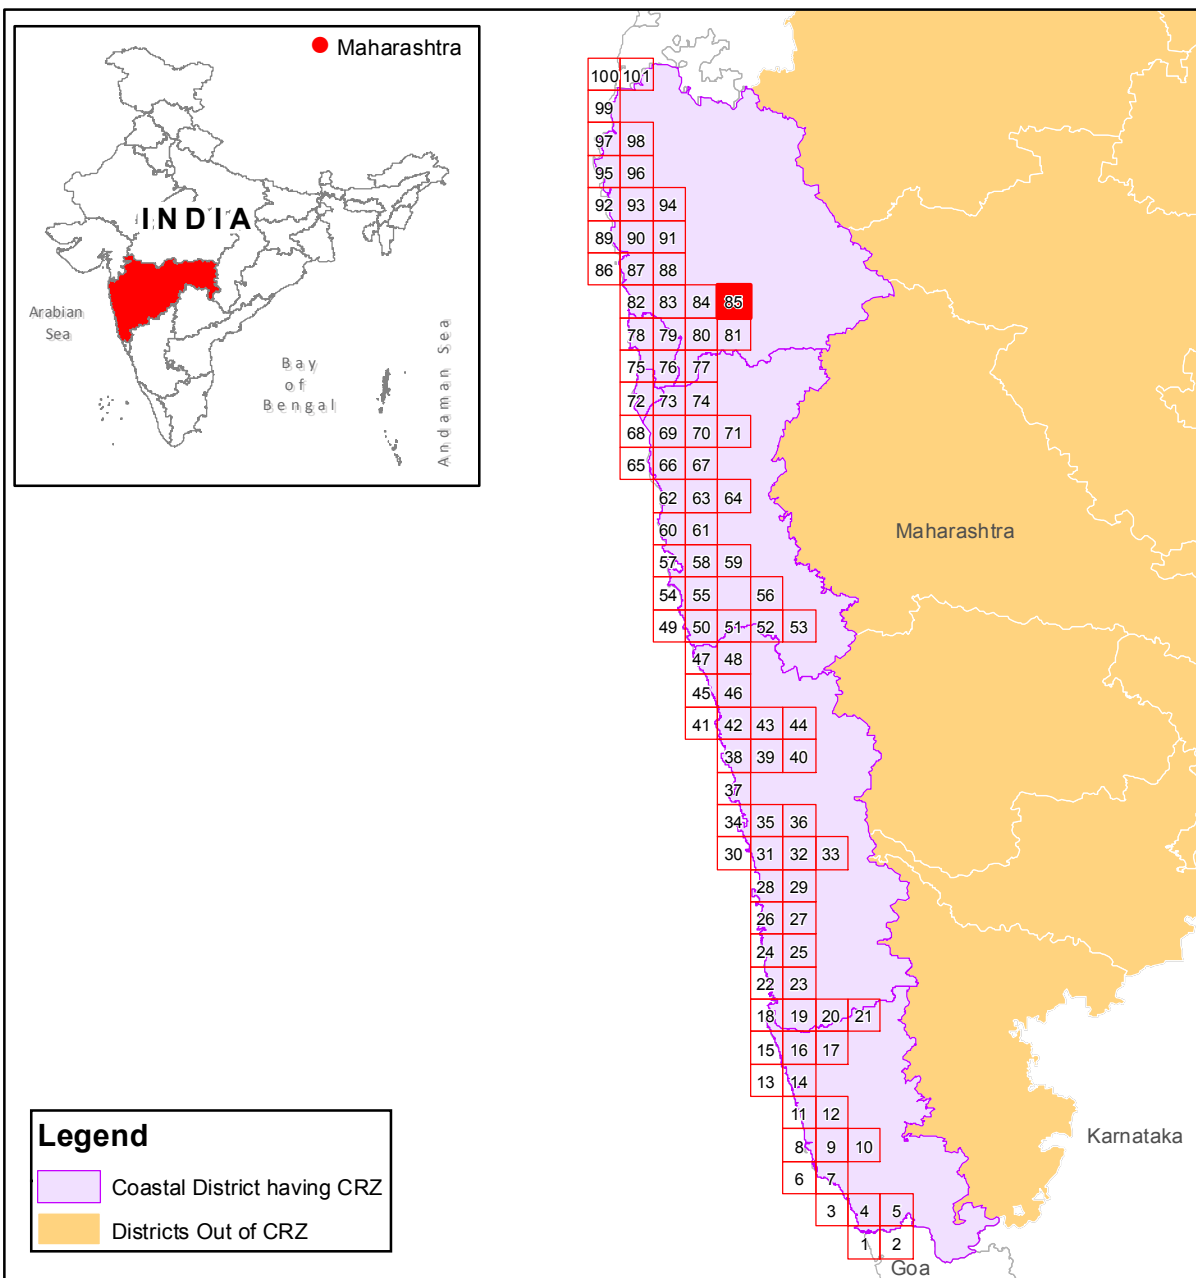 Maharashtra
INDIA
Arabian
Sea
Bay
of
Bengal
Andaman Sea
100 101
99
97 98
95 96
92 93 94
89 90 91
86 87 88
82 83 84 85
78 79 80 81
75 76 77
72 73 74
68 69 70 71
65 66 67
62 63 64
60 61
Maharashtra
57 58 59
54 55 56
49 50 51 52 53
47 48
45 46
41 42 43 44
38 39 40
37
34 35 36
30 31 32 33
28 29
26 27
24 25
22 23
18 19 20 21
15 16 17
13 14
11 12
8 9 10
Karnataka
6 7
3 4 5
1 2
Goa
Legend
Coastal District having CRZ
Districts Out of CRZ